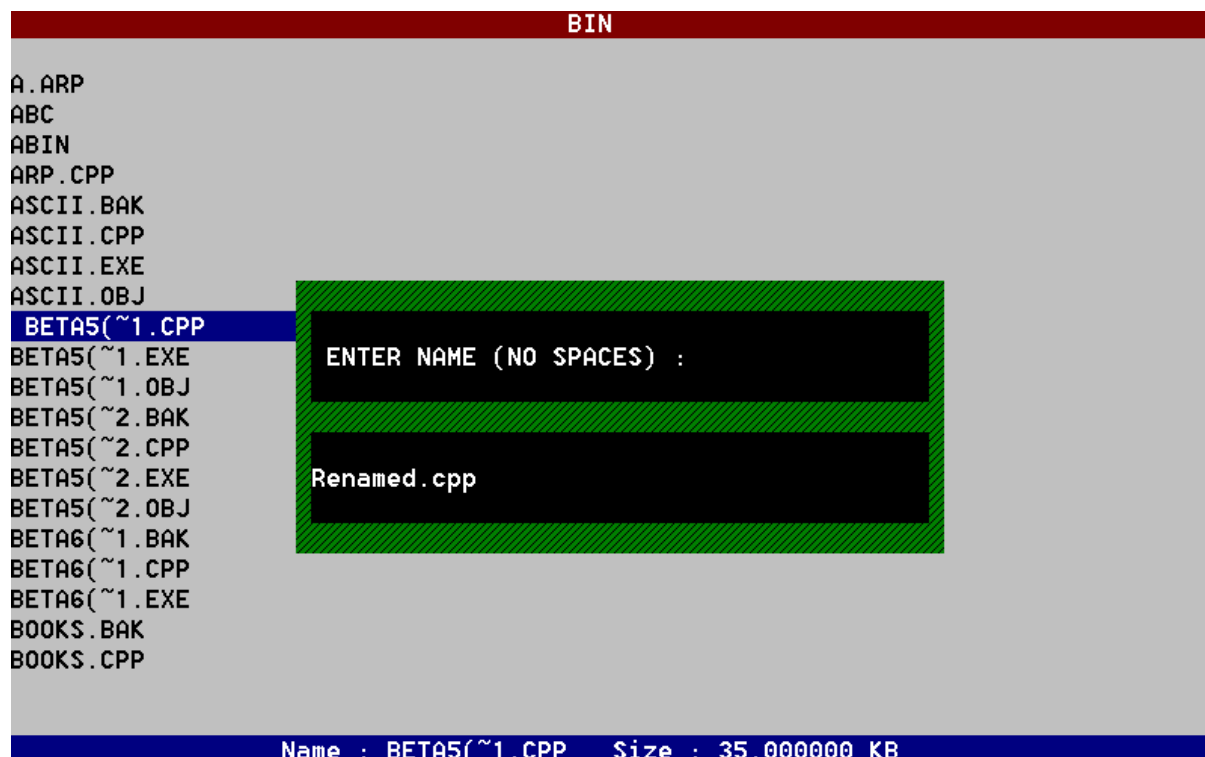 BIN
A.ARP
ABC
ABIN
ARP.CPP
ASCII.BAK
ASCII.CPP
ASCII.EXE
ASCII.OBJ
BETA5(~1.CPP
BETA5(~1.EXE
BETA5(~1.OBJ
BETA5(~2.BAK
BETA5(~2.CPP
BETA5(~2.EXE
BETA5(~2.OBJ
BETA6(~1.BAK
BETA6(~1.CPP
BETA6(~1.EXE
BOOKS.BAK
BOOKS.CPP
ENTER NAME (NO SPACES) :
Renamed.cpp
Name : BETA5(~1.CPP Size : 35.000000 KB